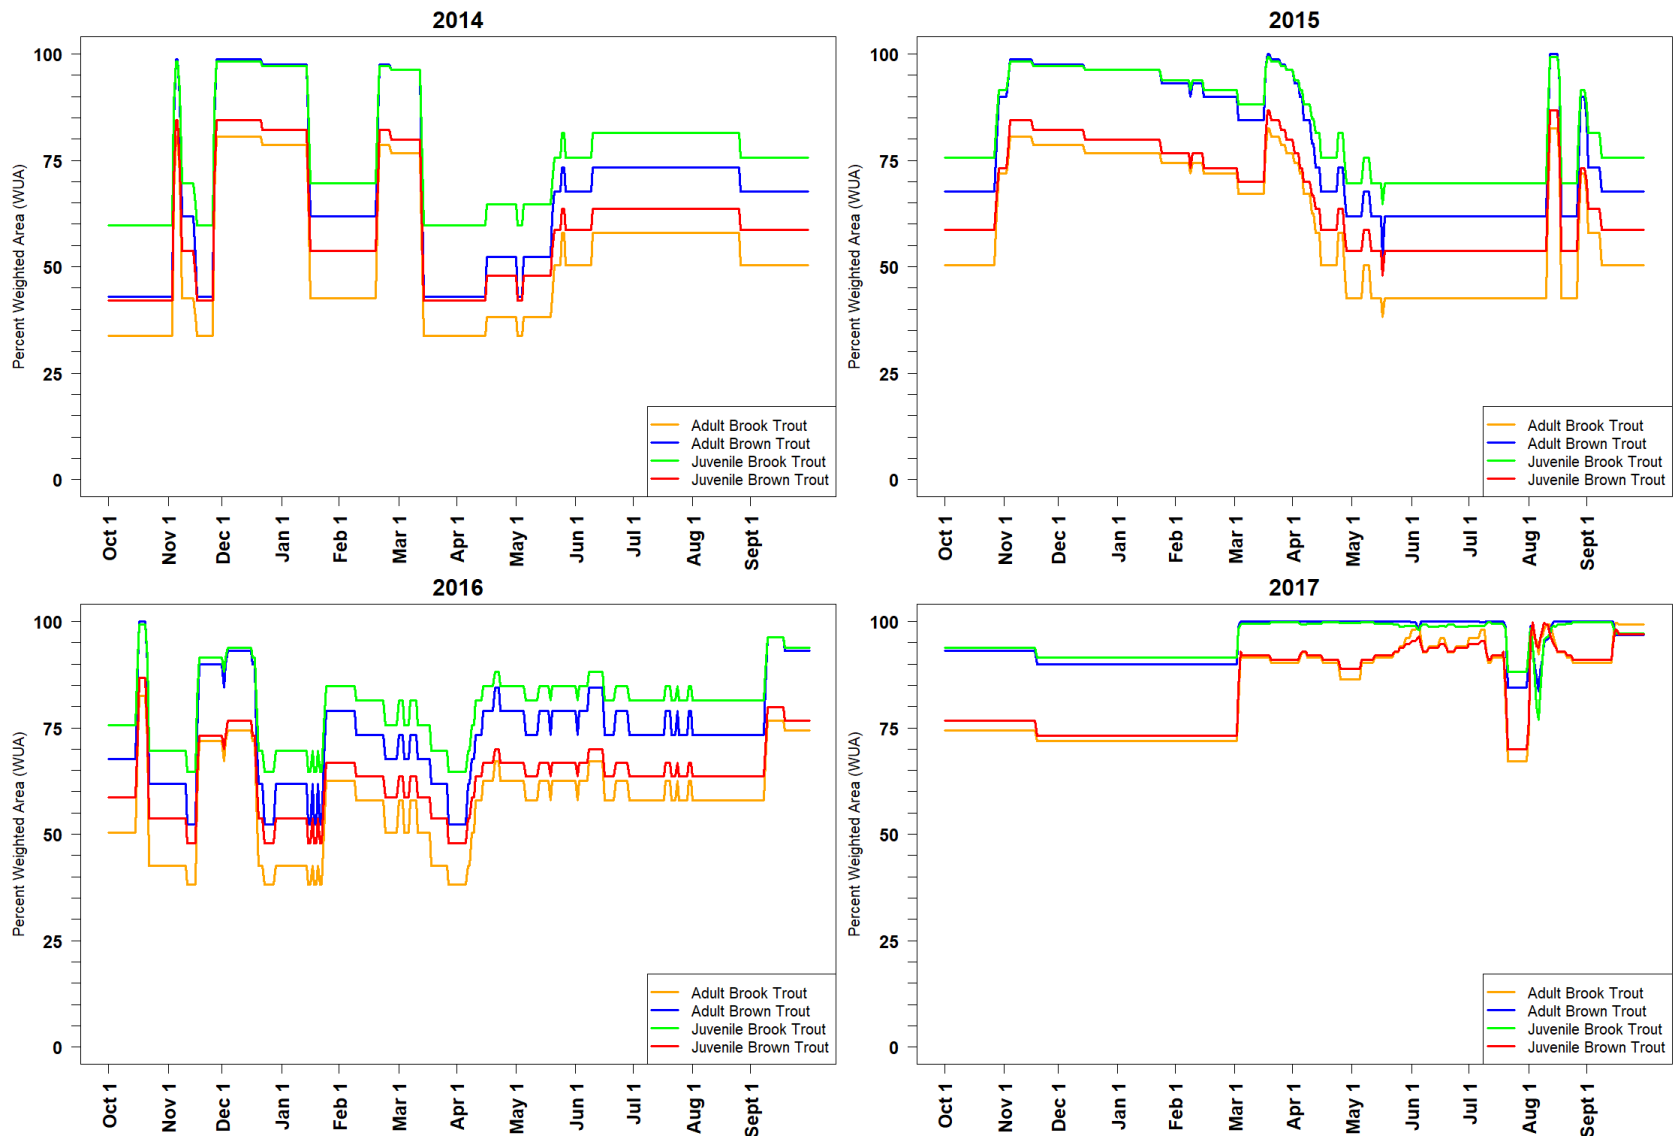 2014
Percent Weighted Area (WUA)
100
75
50
25
0
Adult Brook Trout
Adult Brown Trout
Juvenile Brook Trout
Juvenile Brown Trout
Oct 1
Nov 1
Dec 1
Jan 1
Feb 1
Mar 1
Apr 1
May 1
Jun 1
Jul 1
Aug 1
Sept 1
2015
Percent Weighted Area (WUA)
100
75
50
25
0
Adult Brook Trout
Adult Brown Trout
Juvenile Brook Trout
Juvenile Brown Trout
Oct 1
Nov 1
Dec 1
Jan 1
Feb 1
Mar 1
Apr 1
May 1
Jun 1
Jul 1
Aug 1
Sept 1
2016
Percent Weighted Area (WUA)
100
75
50
25
0
Adult Brook Trout
Adult Brown Trout
Juvenile Brook Trout
Juvenile Brown Trout
Oct 1
Nov 1
Dec 1
Jan 1
Feb 1
Mar 1
Apr 1
May 1
Jun 1
Jul 1
Aug 1
Sept 1
2017
Percent Weighted Area (WUA)
100
75
50
25
0
Adult Brook Trout
Adult Brown Trout
Juvenile Brook Trout
Juvenile Brown Trout
Oct 1
Nov 1
Dec 1
Jan 1
Feb 1
Mar 1
Apr 1
May 1
Jun 1
Jul 1
Aug 1
Sept 1